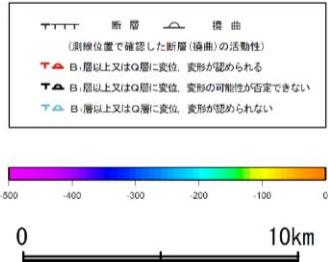 断層 撓曲
(測線位置で確認した断層(撓曲)の活動性)
B₁層以上又はQ層に変位、変形が認められる
B₁層以上又はQ層に変位、変形の可能性が否定できない
B₁層以上又はQ層に変位、変形が認められない
-500 -400 -300 -200 -100 0
0 10km